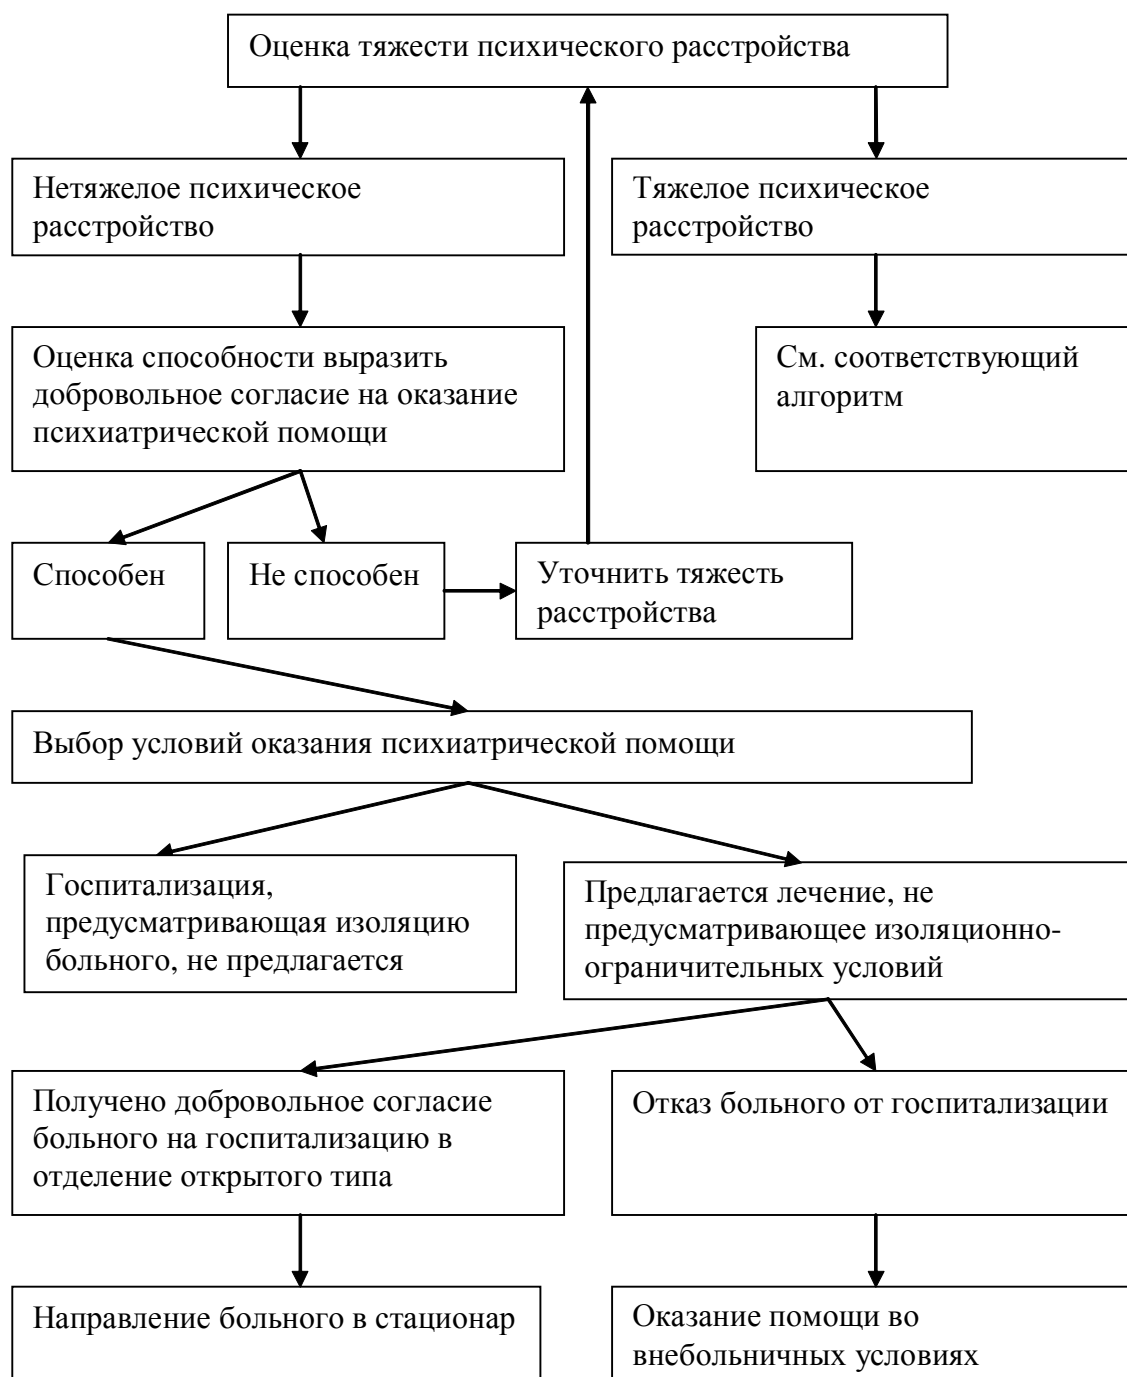 Оценка тяжести психического расстройства
Нетяжелое психическое
расстройство
Тяжелое психическое
расстройство
Оценка способности выразить
добровольное согласие на оказание
психиатрической помощи
См. соответствующий
алгоритм
Способен
Не способен
Уточнить тяжесть
расстройства
Выбор условий оказания психиатрической помощи
Госпитализация,
предусматривающая изоляцию
больного, не предлагается
Предлагается лечение, не
предусматривающее изоляционно-
ограничительных условий
Получено добровольное согласие
больного на госпитализацию в
отделение открытого типа
Отказ больного от госпитализации
Направление больного в стационар
Оказание помощи во
внебольничных условиях